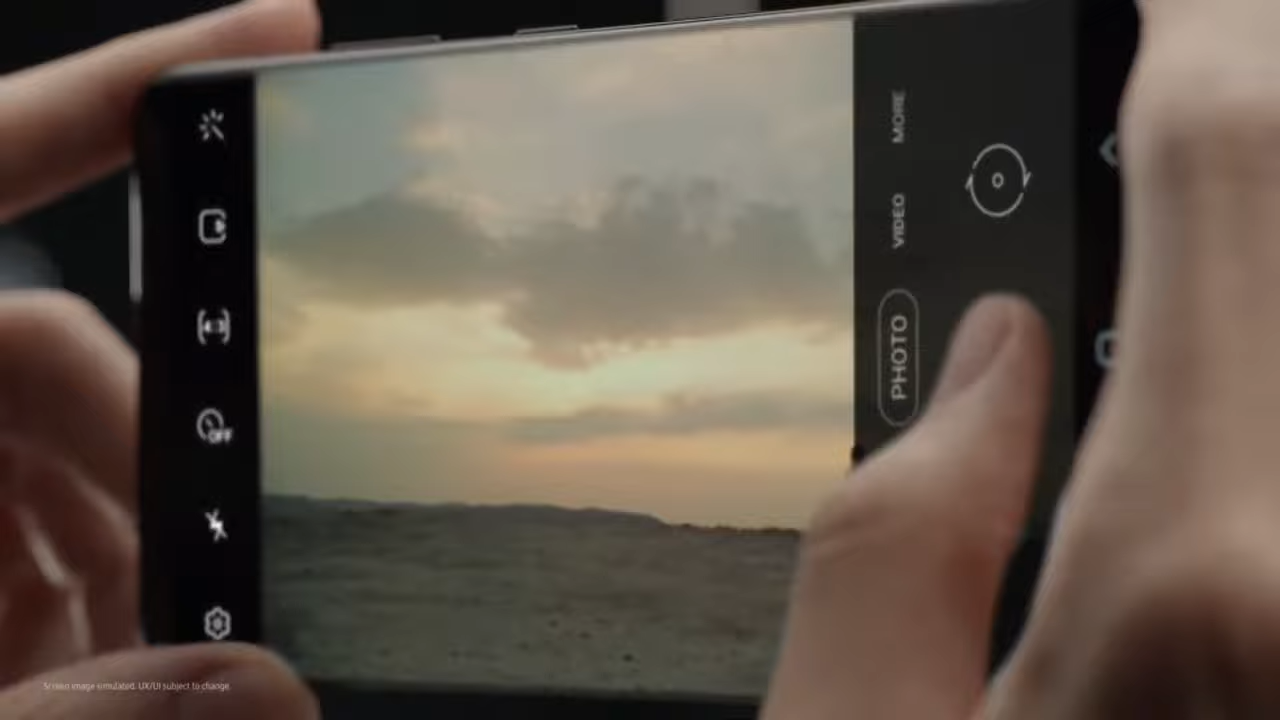 MORE
VIDEO
PHOTO
OFF
Screen image simulated. UX/UI subject to change.